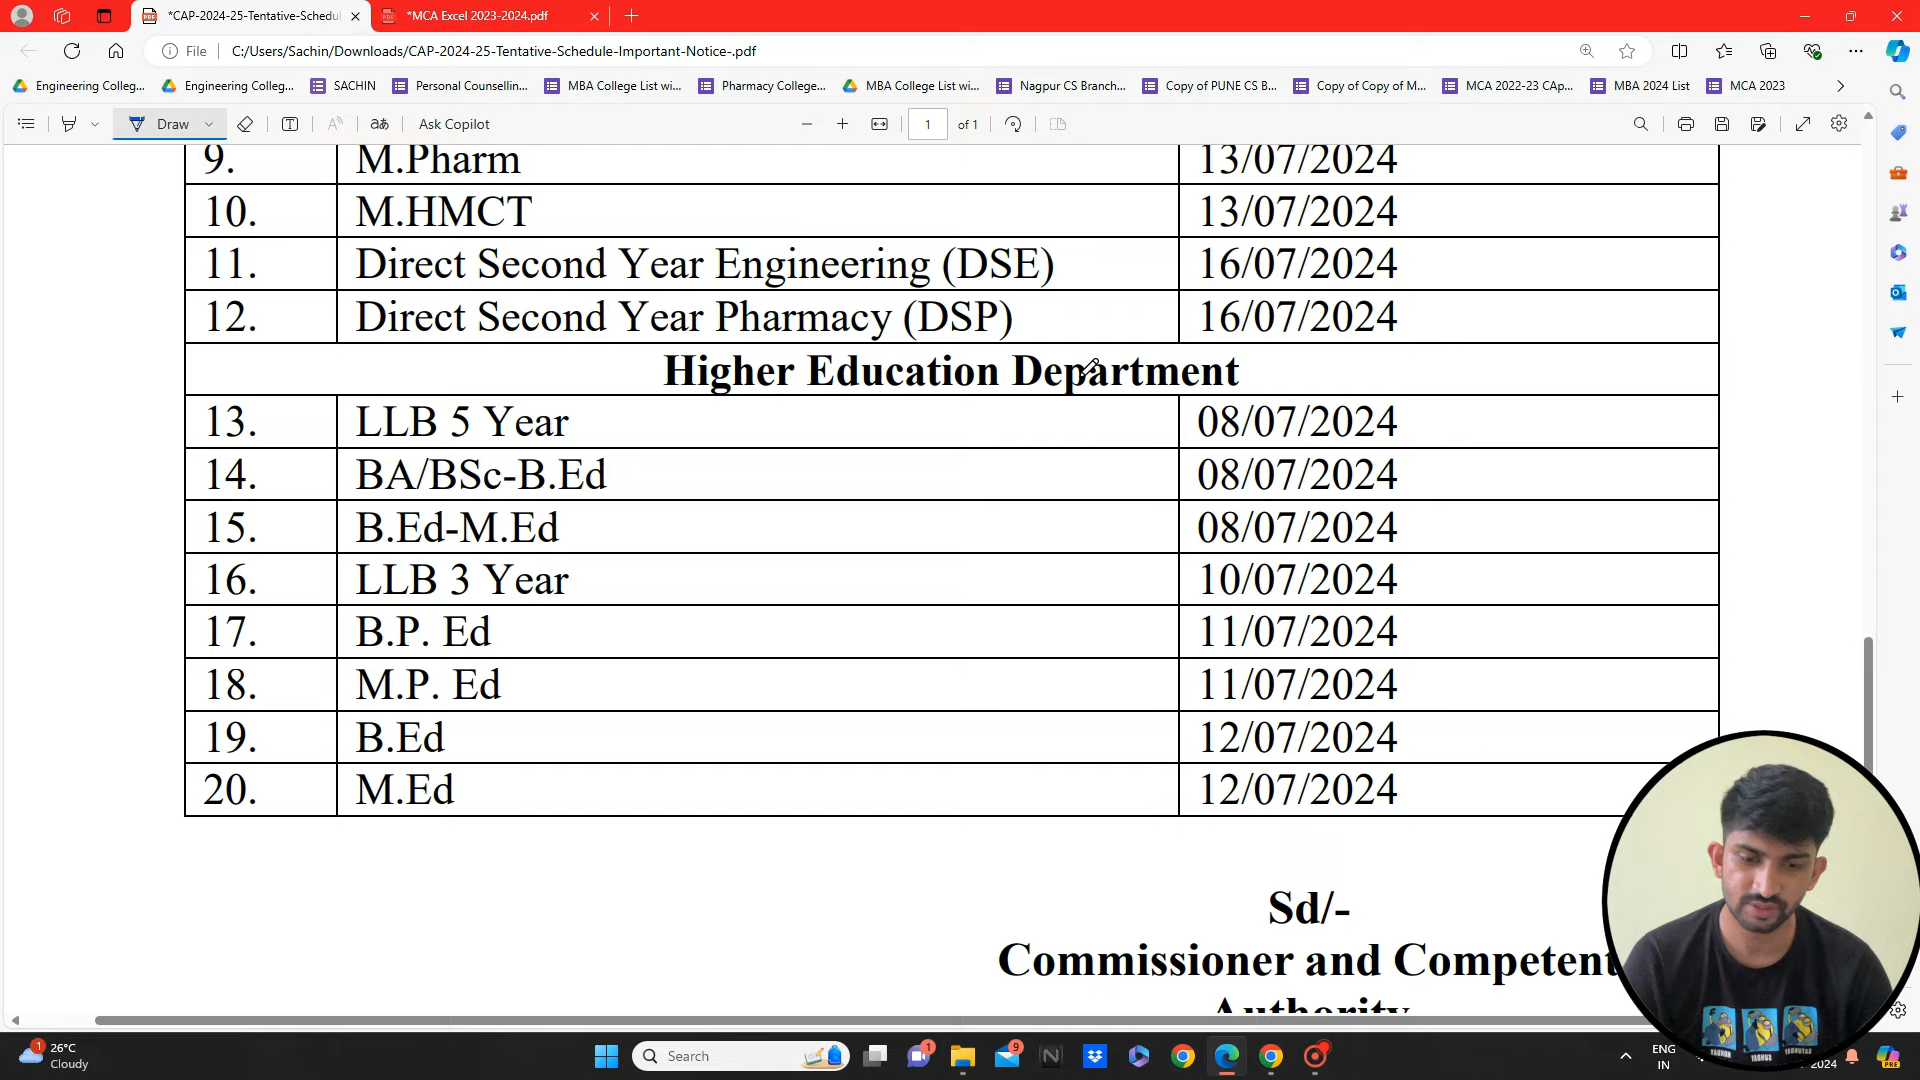 *CAP-2024-25-Tentative-Schedul
*MCA Excel 2023-2024.pdf
File
C:/Users/Sachin/Downloads/CAP-2024-25-Tentative-Schedule-Important-Notice-.pdf
Engineering Colleg...
Engineering Colleg...
SACHIN
Personal Counsellin...
MBA College List wi...
Pharmacy College...
MBA College List wi...
Nagpur CS Branch...
Copy of PUNE CS B...
Copy of Copy of M...
MCA 2022-23 CAp...
MBA 2024 List
MCA 2023
Draw
Ask Copilot
1 of 1
9. M.Pharm 13/07/2024
10. M.HMCT 13/07/2024
11. Direct Second Year Engineering (DSE) 16/07/2024
12. Direct Second Year Pharmacy (DSP) 16/07/2024
Higher Education Department
13. LLB 5 Year 08/07/2024
14. BA/BSc-B.Ed 08/07/2024
15. B.Ed-M.Ed 08/07/2024
16. LLB 3 Year 10/07/2024
17. B.P. Ed 11/07/2024
18. M.P. Ed 11/07/2024
19. B.Ed 12/07/2024
20. M.Ed 12/07/2024
Sd/-
Commissioner and Competent
Authority
1
26°C
Cloudy
Search
1
9
ENG
IN
2024
PRE